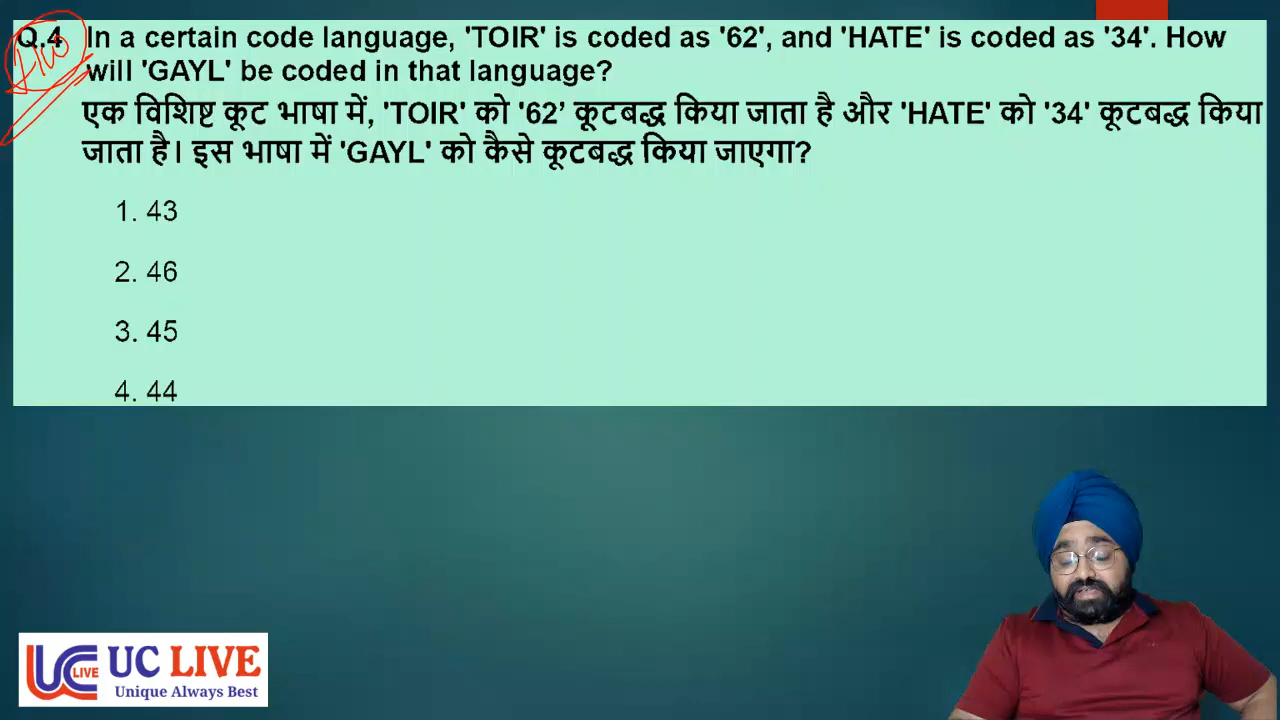 Q.4 In a certain code language, 'TOIR' is coded as '62', and 'HATE' is coded as '34'. How
will 'GAYL' be coded in that language?
एक विशिष्ट कूट भाषा में, 'TOIR' को '62’ कूटबद्ध किया जाता है और 'HATE' को '34' कूटबद्ध किया
जाता है। इस भाषा में 'GAYL' को कैसे कूटबद्ध किया जाएगा?
1. 43
2. 46
3. 45
4. 44
UC LIVE
LIVE
Unique Always Best